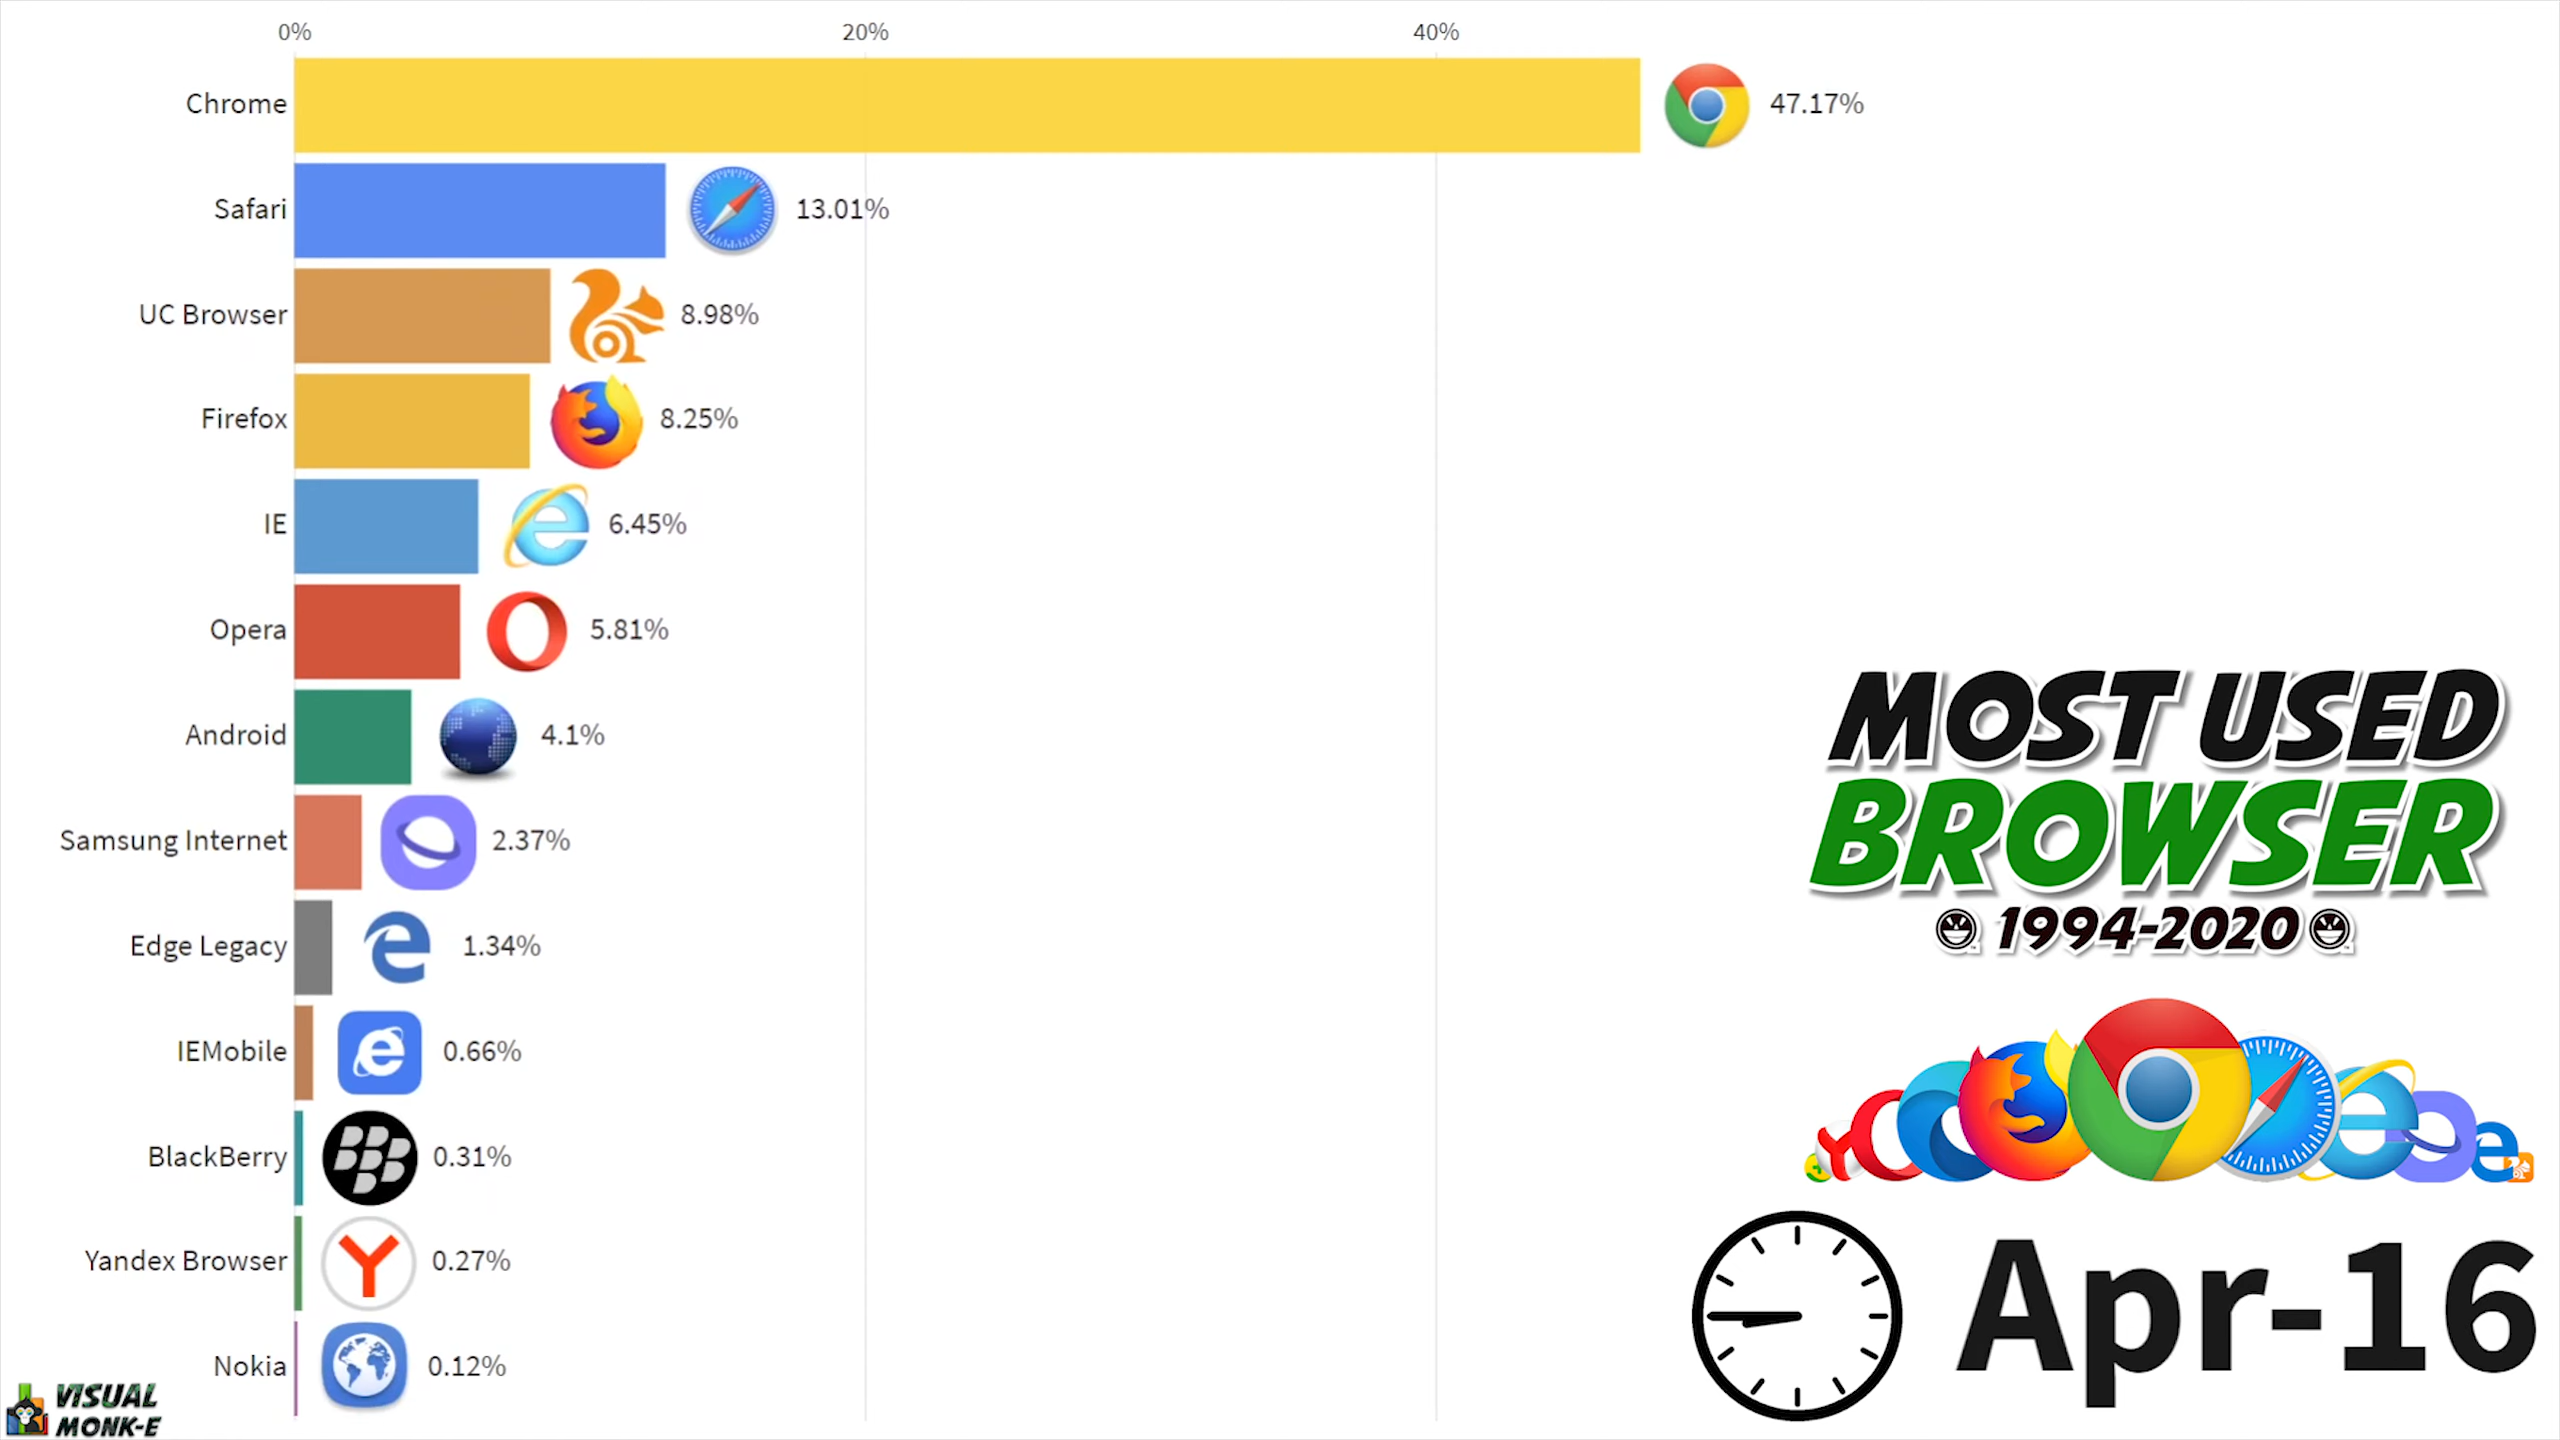 0% 20% 40%
Chrome 47.17%
Safari 13.01%
UC Browser 8.98%
Firefox 8.25%
IE 6.45%
Opera 5.81%
Android 4.1%
Samsung Internet 2.37%
Edge Legacy 1.34%
IEMobile 0.66%
BlackBerry 0.31%
Yandex Browser 0.27%
Nokia 0.12%
MOST USED
BROWSER
1994-2020
Apr-16
VISUAL
MONK-E